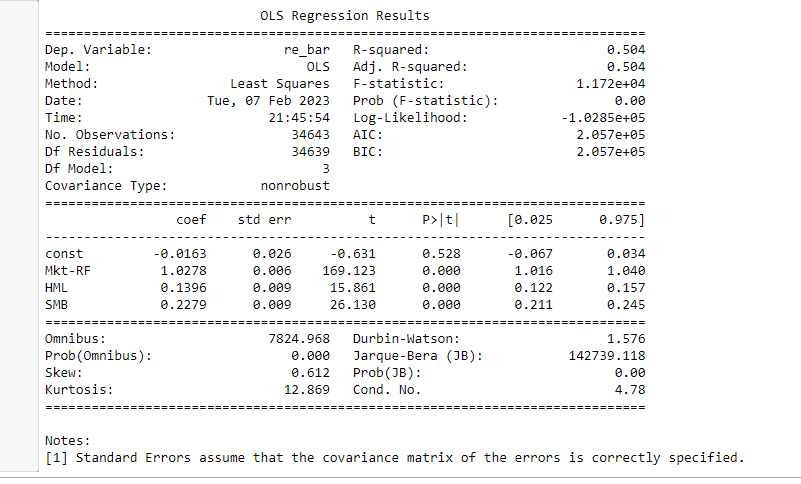 OLS Regression Results
==============================================================================
Dep. Variable: re_bar R-squared: 0.504
Model: OLS Adj. R-squared: 0.504
Method: Least Squares F-statistic: 1.172e+04
Date: Tue, 07 Feb 2023 Prob (F-statistic): 0.00
Time: 21:45:54 Log-Likelihood: -1.0285e+05
No. Observations: 34643 AIC: 2.057e+05
Df Residuals: 34639 BIC: 2.057e+05
Df Model: 3
Covariance Type: nonrobust
==============================================================================
coef std err t P>|t| [0.025 0.975]
------------------------------------------------------------------------------
const -0.0163 0.026 -0.631 0.528 -0.067 0.034
Mkt-RF 1.0278 0.006 169.123 0.000 1.016 1.040
HML 0.1396 0.009 15.861 0.000 0.122 0.157
SMB 0.2279 0.009 26.130 0.000 0.211 0.245
==============================================================================
Omnibus: 7824.968 Durbin-Watson: 1.576
Prob(Omnibus): 0.000 Jarque-Bera (JB): 142739.118
Skew: 0.612 Prob(JB): 0.00
Kurtosis: 12.869 Cond. No. 4.78
==============================================================================
Notes:
[1] Standard Errors assume that the covariance matrix of the errors is correctly specified.